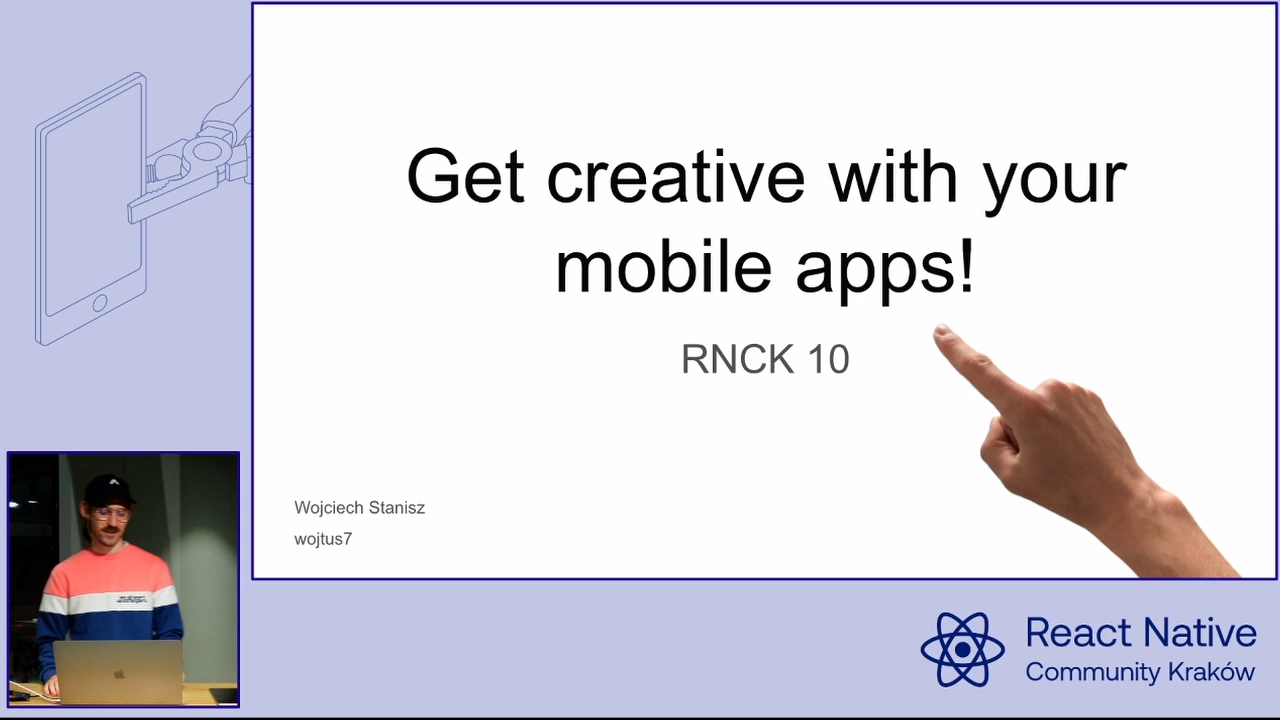 Get creative with your
mobile apps!
RNCK 10
Wojciech Stanisz
wojtus7
React Native
Community Kraków